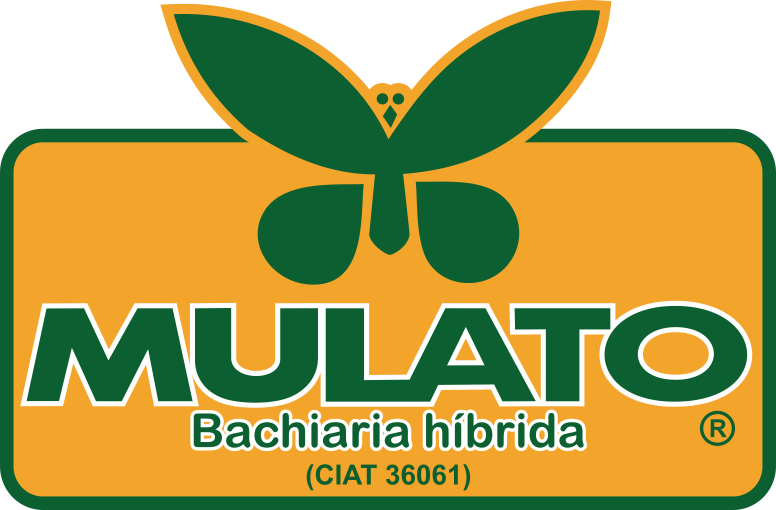 MULATO
Bachiaria híbrida
®
(CIAT 36061)